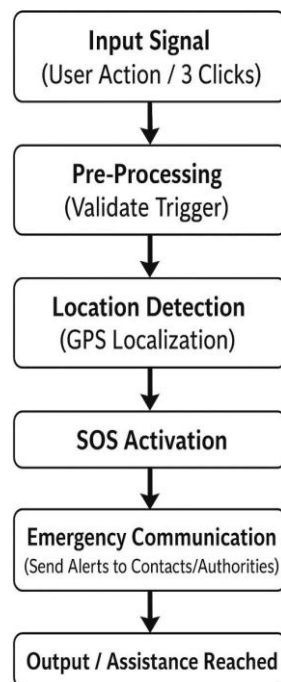 Input Signal
(User Action / 3 Clicks)
Pre-Processing
(Validate Trigger)
Location Detection
(GPS Localization)
SOS Activation
Emergency Communication
(Send Alerts to Contacts/Authorities)
Output / Assistance Reached